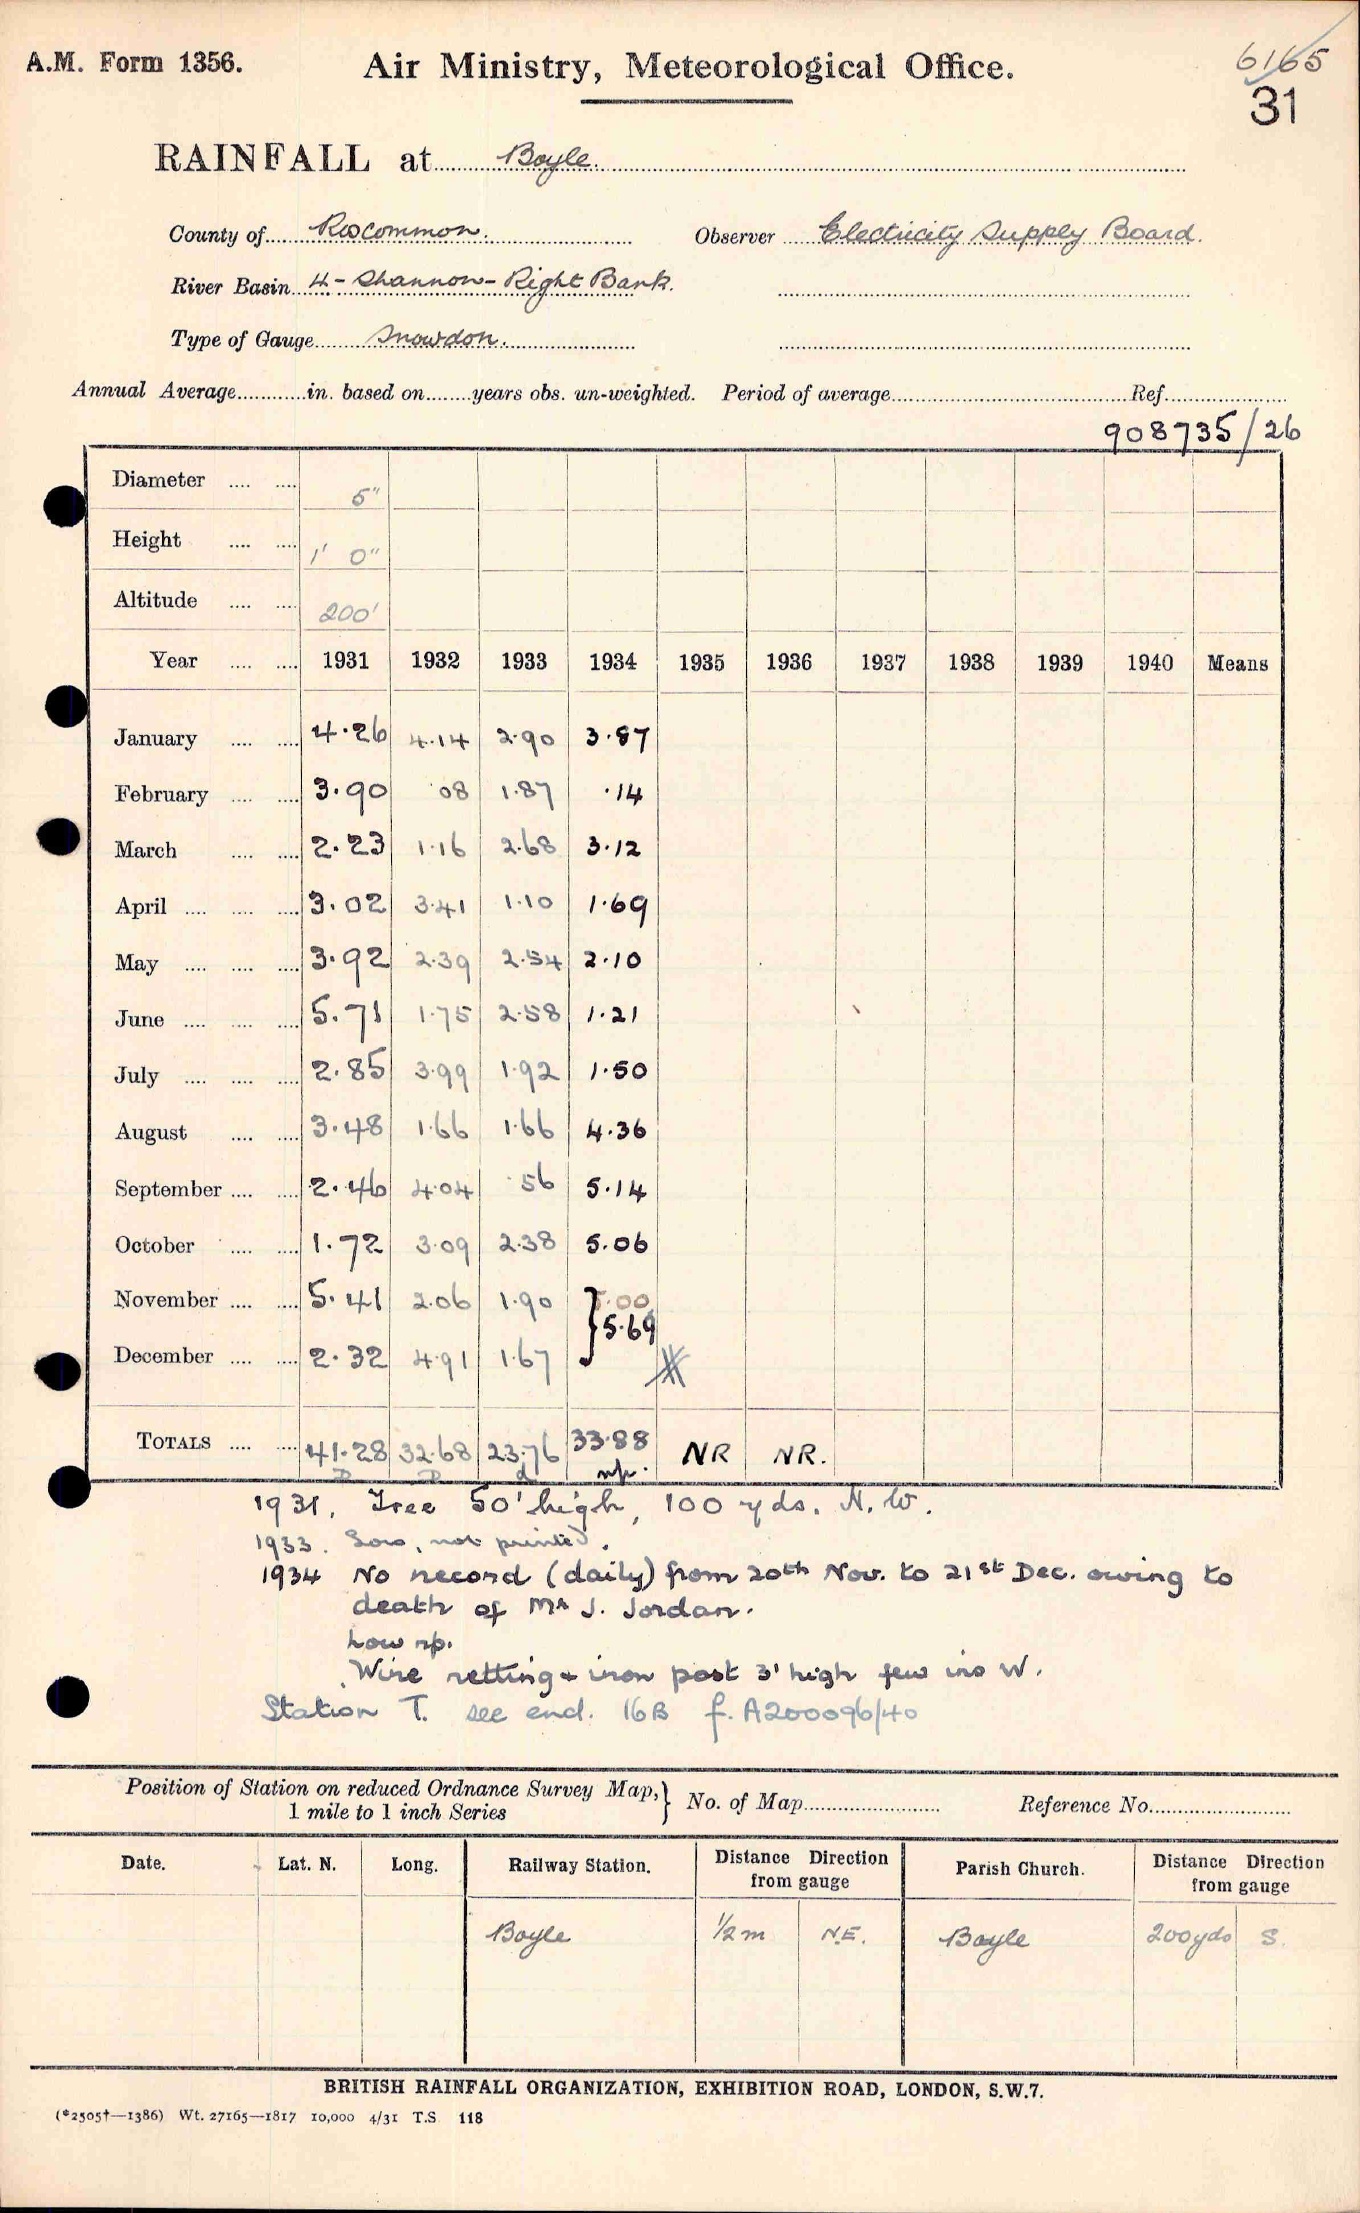 A.M. Form 1356.
Air Ministry, Meteorological Office.
6165
31
RAINFALL at Boyle.
County of Roscommon. Observer Electricity Supply Board.
River Basin 4 - Shannon - Right Bank.
Type of Gauge Snowdon.
Annual Average in. based on years obs. un-weighted. Period of average Ref.
908735/26
Diameter 5"
Height 1' 0"
Altitude 200'
Year 1931 1932 1933 1934 1935 1936 1937 1938 1939 1940 Means
January 4.26 4.14 2.90 3.87
February 3.90 .08 1.87 .14
March 2.23 1.16 2.68 3.12
April 3.02 3.41 1.10 1.69
May 3.92 2.39 2.54 2.10
June 5.71 1.75 2.58 1.21
July 2.85 3.99 1.92 1.50
August 3.48 1.66 1.66 4.36
September 2.46 4.04 .56 5.14
October 1.72 3.09 2.38 5.06
November 5.41 2.06 1.90
} 5.69
December 2.32 4.91 1.67
TOTALS 41.28 32.68 23.76 33.88 NR NR.
D D d np.
1931. Tree 50' high, 100 yds. N.W.
1933. Low, not printed.
1934 No record (daily) from 20th Nov. to 21st Dec. owing to
death of Mr J. Jordan.
Low np.
Wire netting & iron post 3' high few ins W.
Station T. see end. 16B f. A200096/40
Position of Station on reduced Ordnance Survey Map,
1 mile to 1 inch Series } No. of Map Reference No.
Date. Lat. N. Long. Railway Station. Distance Direction from gauge Parish Church. Distance Direction from gauge
Boyle 1/2 m N.E. Boyle 200yds S.
BRITISH RAINFALL ORGANIZATION, EXHIBITION ROAD, LONDON, S.W.7.
(*2505†—1386) Wt. 27165—1817 10,000 4/31 T.S 118